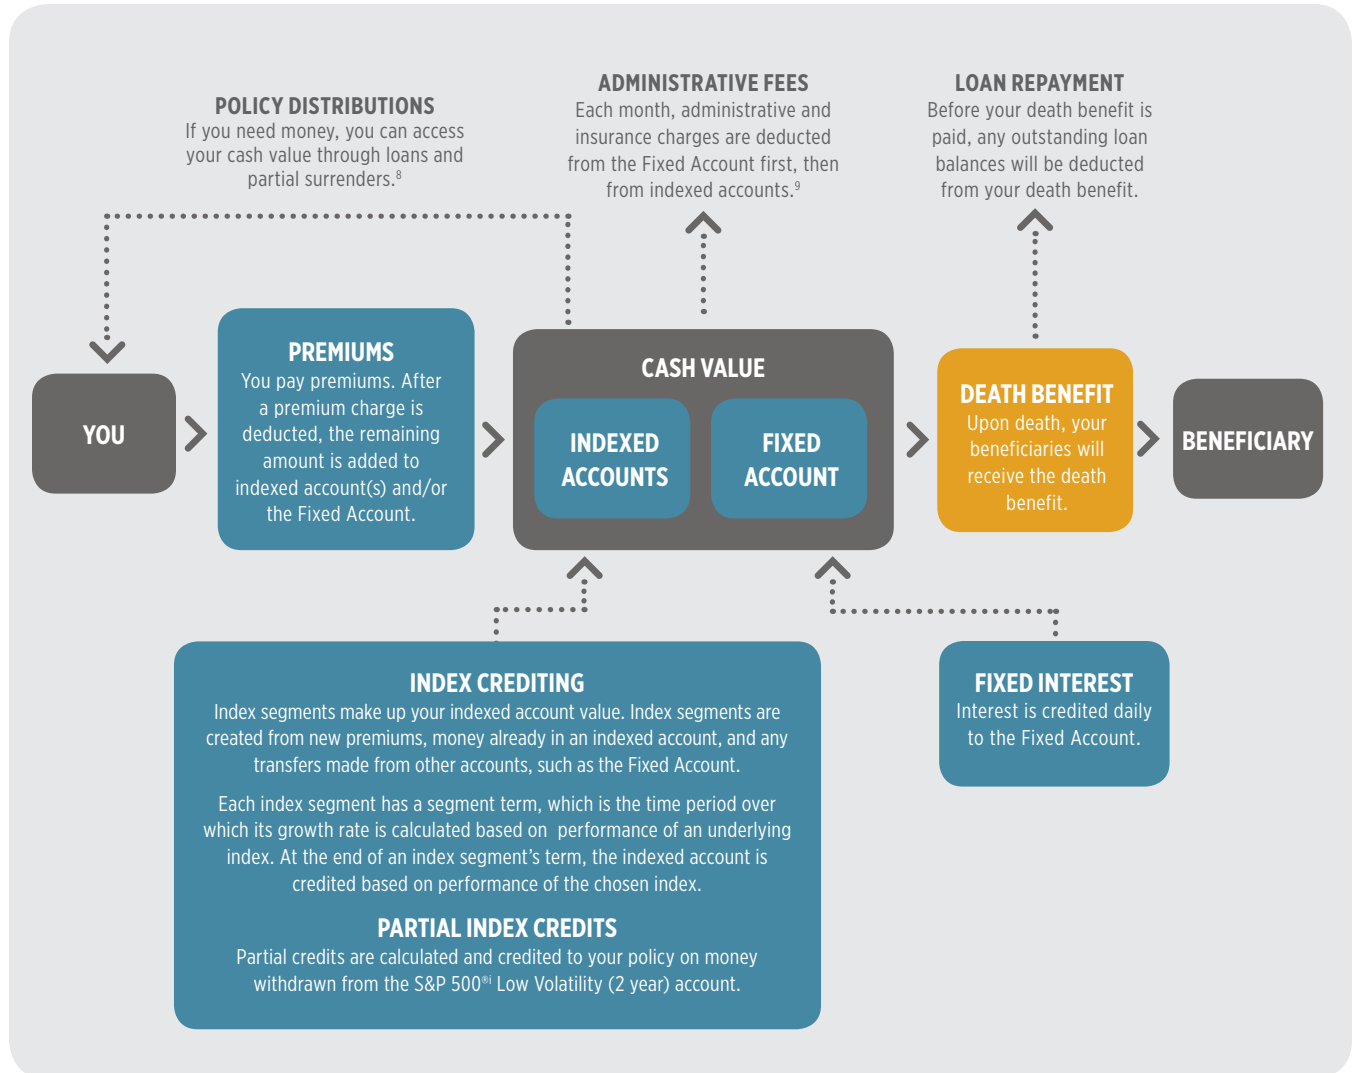 POLICY DISTRIBUTIONS
If you need money, you can access
your cash value through loans and
partial surrenders.8
ADMINISTRATIVE FEES
Each month, administrative and
insurance charges are deducted
from the Fixed Account first, then
from indexed accounts.9
LOAN REPAYMENT
Before your death benefit is
paid, any outstanding loan
balances will be deducted
from your death benefit.
YOU
PREMIUMS
You pay premiums. After
a premium charge is
deducted, the remaining
amount is added to
indexed account(s) and/or
the Fixed Account.
CASH VALUE
INDEXED
ACCOUNTS
FIXED
ACCOUNT
DEATH BENEFIT
Upon death, your
beneficiaries will
receive the death
benefit.
BENEFICIARY
INDEX CREDITING
Index segments make up your indexed account value. Index segments are
created from new premiums, money already in an indexed account, and any
transfers made from other accounts, such as the Fixed Account.
Each index segment has a segment term, which is the time period over
which its growth rate is calculated based on performance of an underlying
index. At the end of an index segment’s term, the indexed account is
credited based on performance of the chosen index.
PARTIAL INDEX CREDITS
Partial credits are calculated and credited to your policy on money
withdrawn from the S&P 500®i Low Volatility (2 year) account.
FIXED INTEREST
Interest is credited daily
to the Fixed Account.